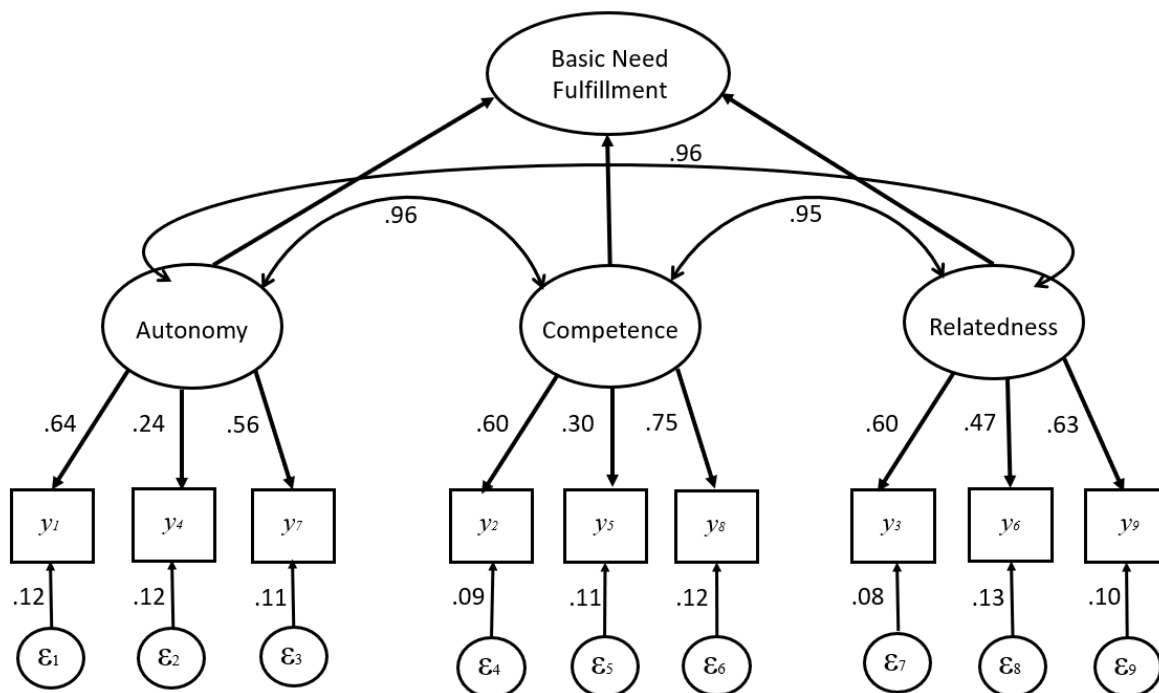 Basic Need
Fulfillment
.96
.96
.95
Autonomy
Competence
Relatedness
.64
.24
.56
.60
.30
.75
.60
.47
.63
y1
y4
y7
y2
y5
y8
y3
y6
y9
.12
.12
.11
.09
.11
.12
.08
.13
.10
ε1
ε2
ε3
ε4
ε5
ε6
ε7
ε8
ε9